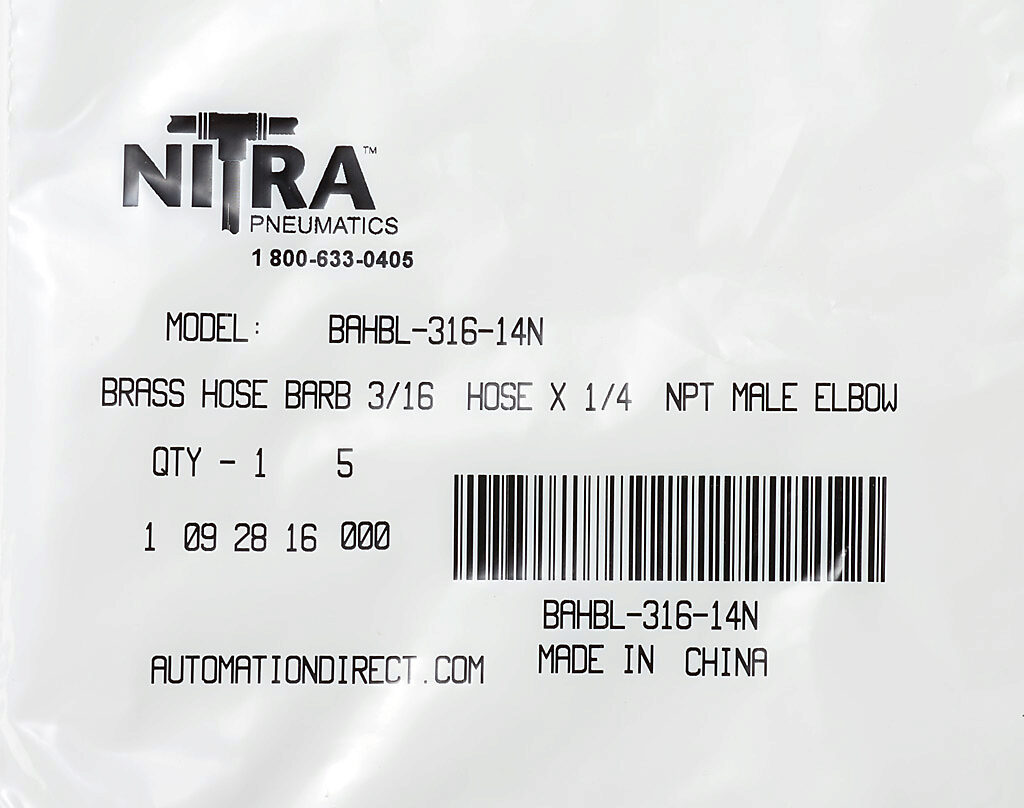 NITRA™
PNEUMATICS
1 800-633-0405
MODEL: BAHBL-316-14N
BRASS HOSE BARB 3/16 HOSE X 1/4 NPT MALE ELBOW
QTY - 1 5
1 09 28 16 000
BAHBL-316-14N
MADE IN CHINA
AUTOMATIONDIRECT.COM